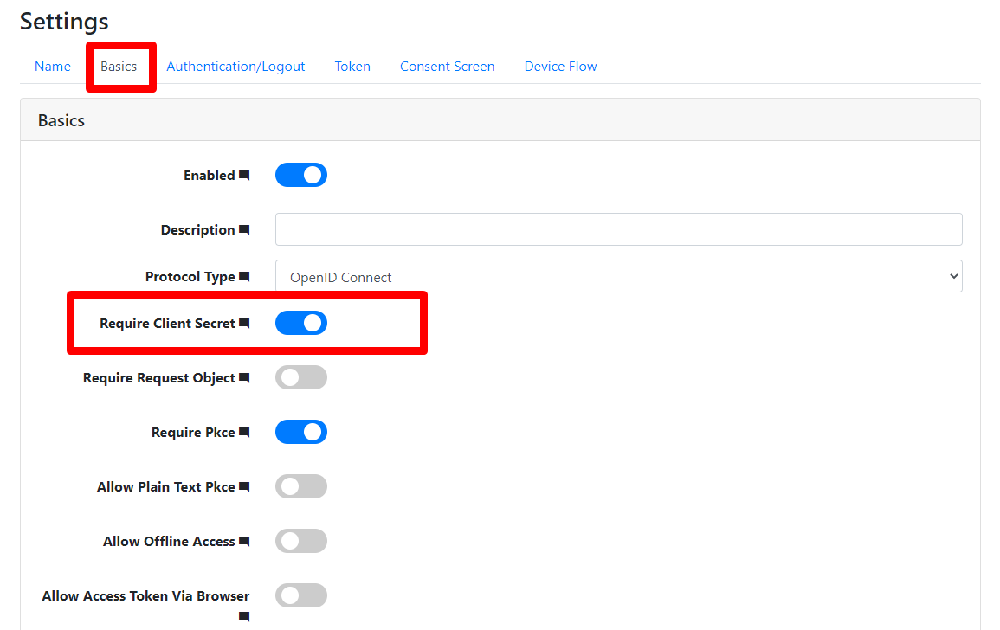 Settings
Name Basics Authentication/Logout Token Consent Screen Device Flow
Basics
Enabled
Description
Protocol Type OpenID Connect
Require Client Secret
Require Request Object
Require Pkce
Allow Plain Text Pkce
Allow Offline Access
Allow Access Token Via Browser